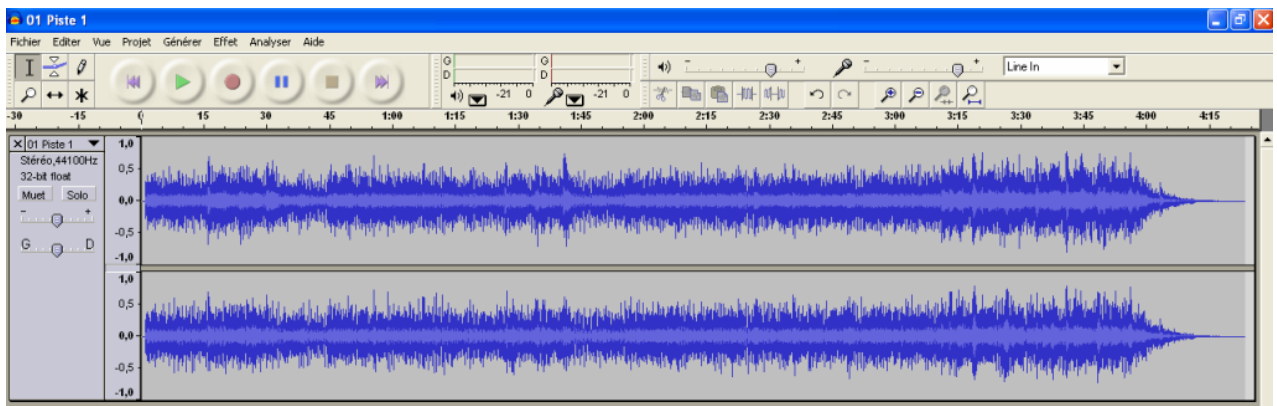 01 Piste 1
Fichier Editer Vue Projet Générer Effet Analyser Aide
G G
D D
-21 0 -21 0
- + - + Line In
-30 -15 0 15 30 45 1:00 1:15 1:30 1:45 2:00 2:15 2:30 2:45 3:00 3:15 3:30 3:45 4:00 4:15
01 Piste 1
Stéréo,44100Hz
32-bit float
Muet Solo
- +
G D
1,0
0,5
0,0
-0,5
-1,0
1,0
0,5
0,0
-0,5
-1,0